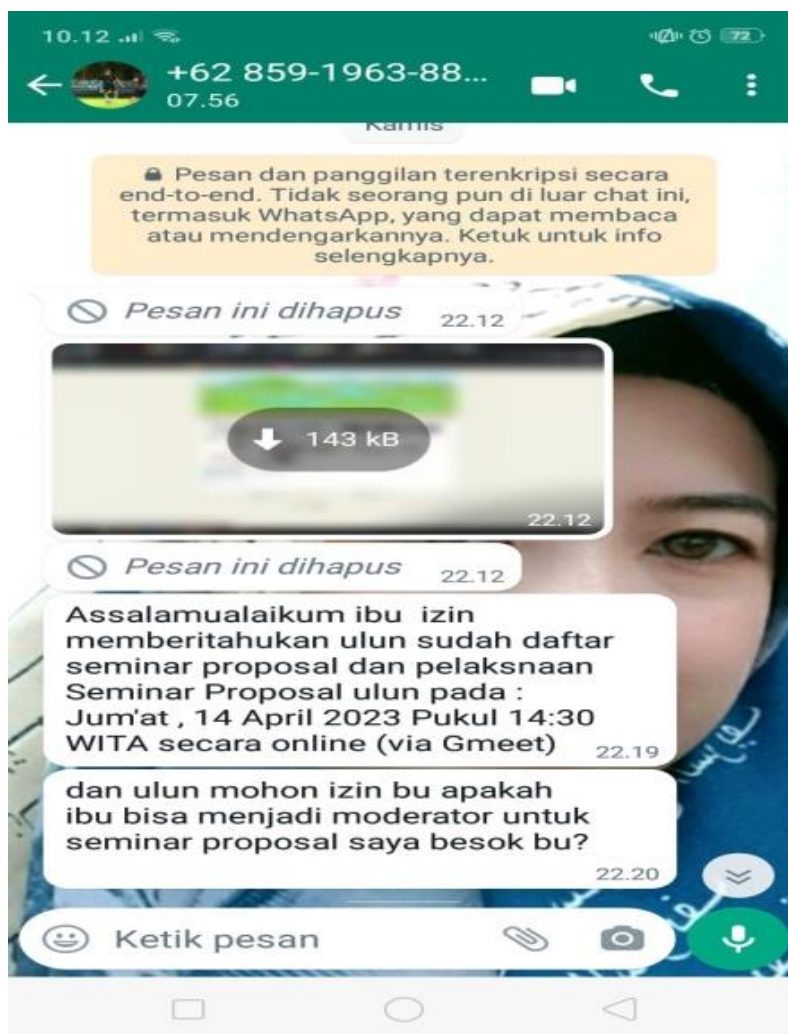 10.12
72
+62 859-1963-88...
07.56
Kamis
Pesan dan panggilan terenkripsi secara
end-to-end. Tidak seorang pun di luar chat ini,
termasuk WhatsApp, yang dapat membaca
atau mendengarkannya. Ketuk untuk info
selengkapnya.
Pesan ini dihapus 22.12
143 kB
22.12
Pesan ini dihapus 22.12
Assalamualaikum ibu izin
memberitahukan ulun sudah daftar
seminar proposal dan pelaksnaan
Seminar Proposal ulun pada :
Jum'at , 14 April 2023 Pukul 14:30
WITA secara online (via Gmeet) 22.19
dan ulun mohon izin bu apakah
ibu bisa menjadi moderator untuk
seminar proposal saya besok bu?
22.20
Ketik pesan